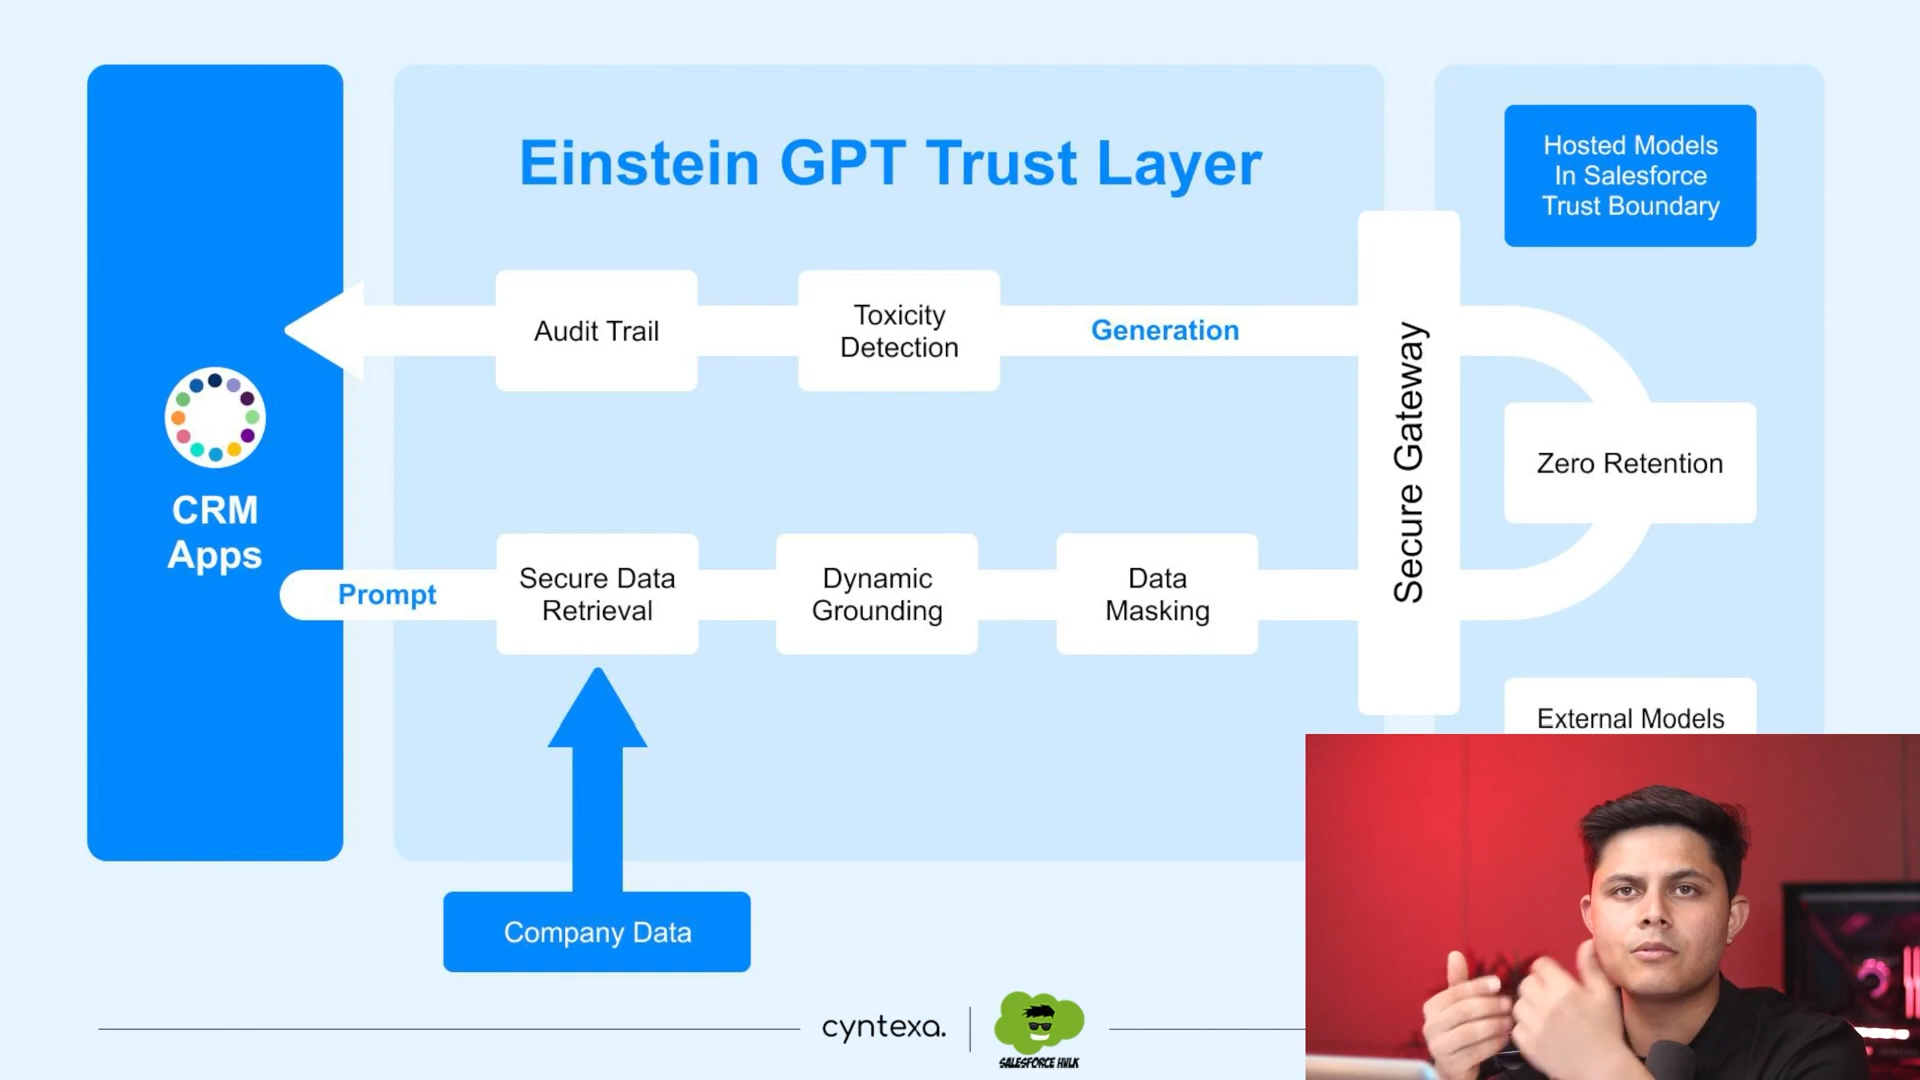 Einstein GPT Trust Layer
Hosted Models
In Salesforce
Trust Boundary
Audit Trail
Toxicity
Detection
Generation
Secure Gateway
Zero Retention
CRM
Apps
Prompt
Secure Data
Retrieval
Dynamic
Grounding
Data
Masking
External Models
Company Data
cyntexa.
SALESFORCE HULK